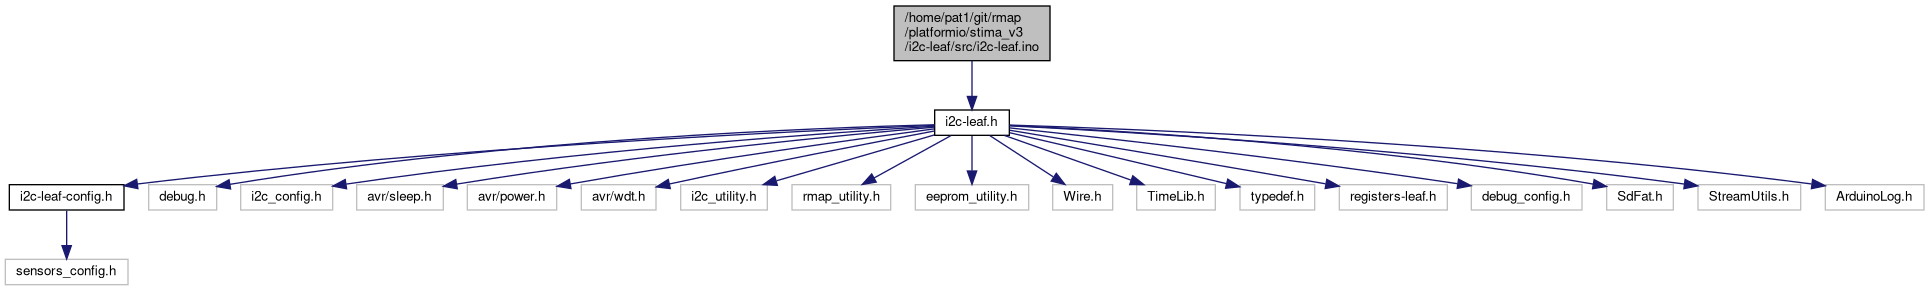 /home/pat1/git/rmap
/platformio/stima_v3
/i2c-leaf/src/i2c-leaf.ino
i2c-leaf.h
i2c-leaf-config.h
debug.h
i2c_config.h
avr/sleep.h
avr/power.h
avr/wdt.h
i2c_utility.h
rmap_utility.h
eeprom_utility.h
Wire.h
TimeLib.h
typedef.h
registers-leaf.h
debug_config.h
SdFat.h
StreamUtils.h
ArduinoLog.h
sensors_config.h